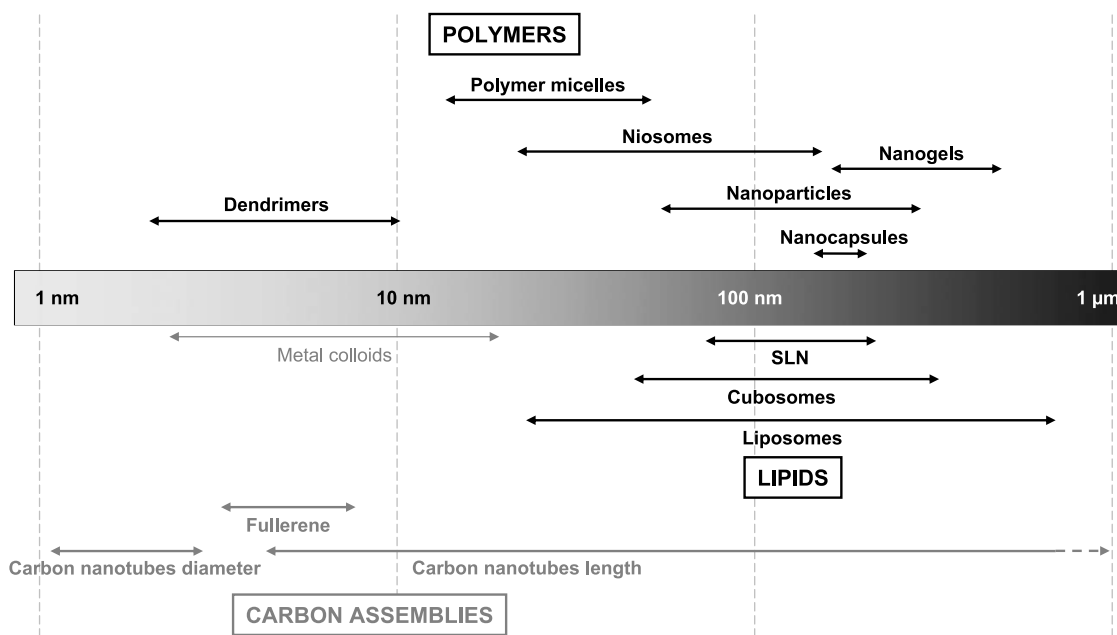 POLYMERS
Polymer micelles
Niosomes
Nanogels
Nanoparticles
Dendrimers
Nanocapsules
1 nm
10 nm
100 nm
1 µm
Metal colloids
SLN
Cubosomes
Liposomes
LIPIDS
Fullerene
Carbon nanotubes diameter
Carbon nanotubes length
CARBON ASSEMBLIES